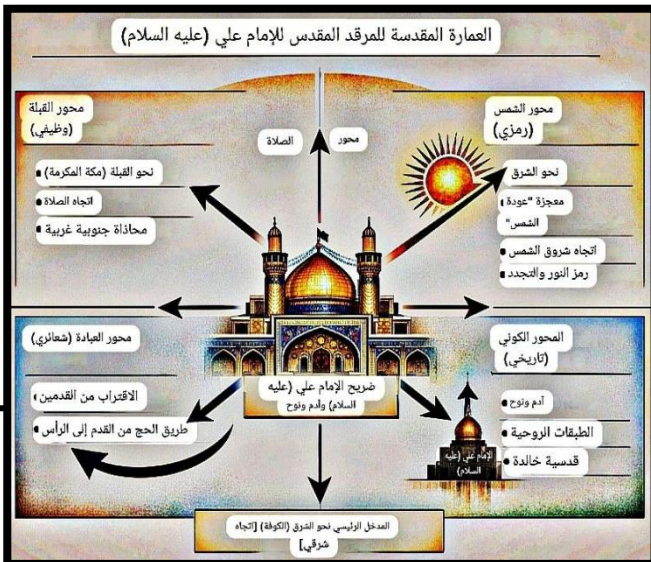 العمارة المقدسة للمرقد المقدس للإمام علي (عليه السلام)
محور الشمس
(رمزي)
نحو الشرق
معجزة "عودة
الشمس"
اتجاه شروق الشمس
رمز النور والتجدد
محور الصلاة
محور القبلة
(وظيفي)
نحو القبلة (مكة المكرمة)
اتجاه الصلاة
محاذاة جنوبية غربية
المحور الكوني
(تاريخي)
آدم ونوح
الطبقات الروحية
قدسية خالدة
الإمام علي (عليه
السلام)
ضريح الإمام علي (عليه
السلام) وآدم ونوح
محور العبادة (شعائري)
الاقتراب من القدمين
طريق الحج من القدم إلى الرأس
المدخل الرئيسي نحو الشرق (الكوفة) [اتجاه
شرقي]